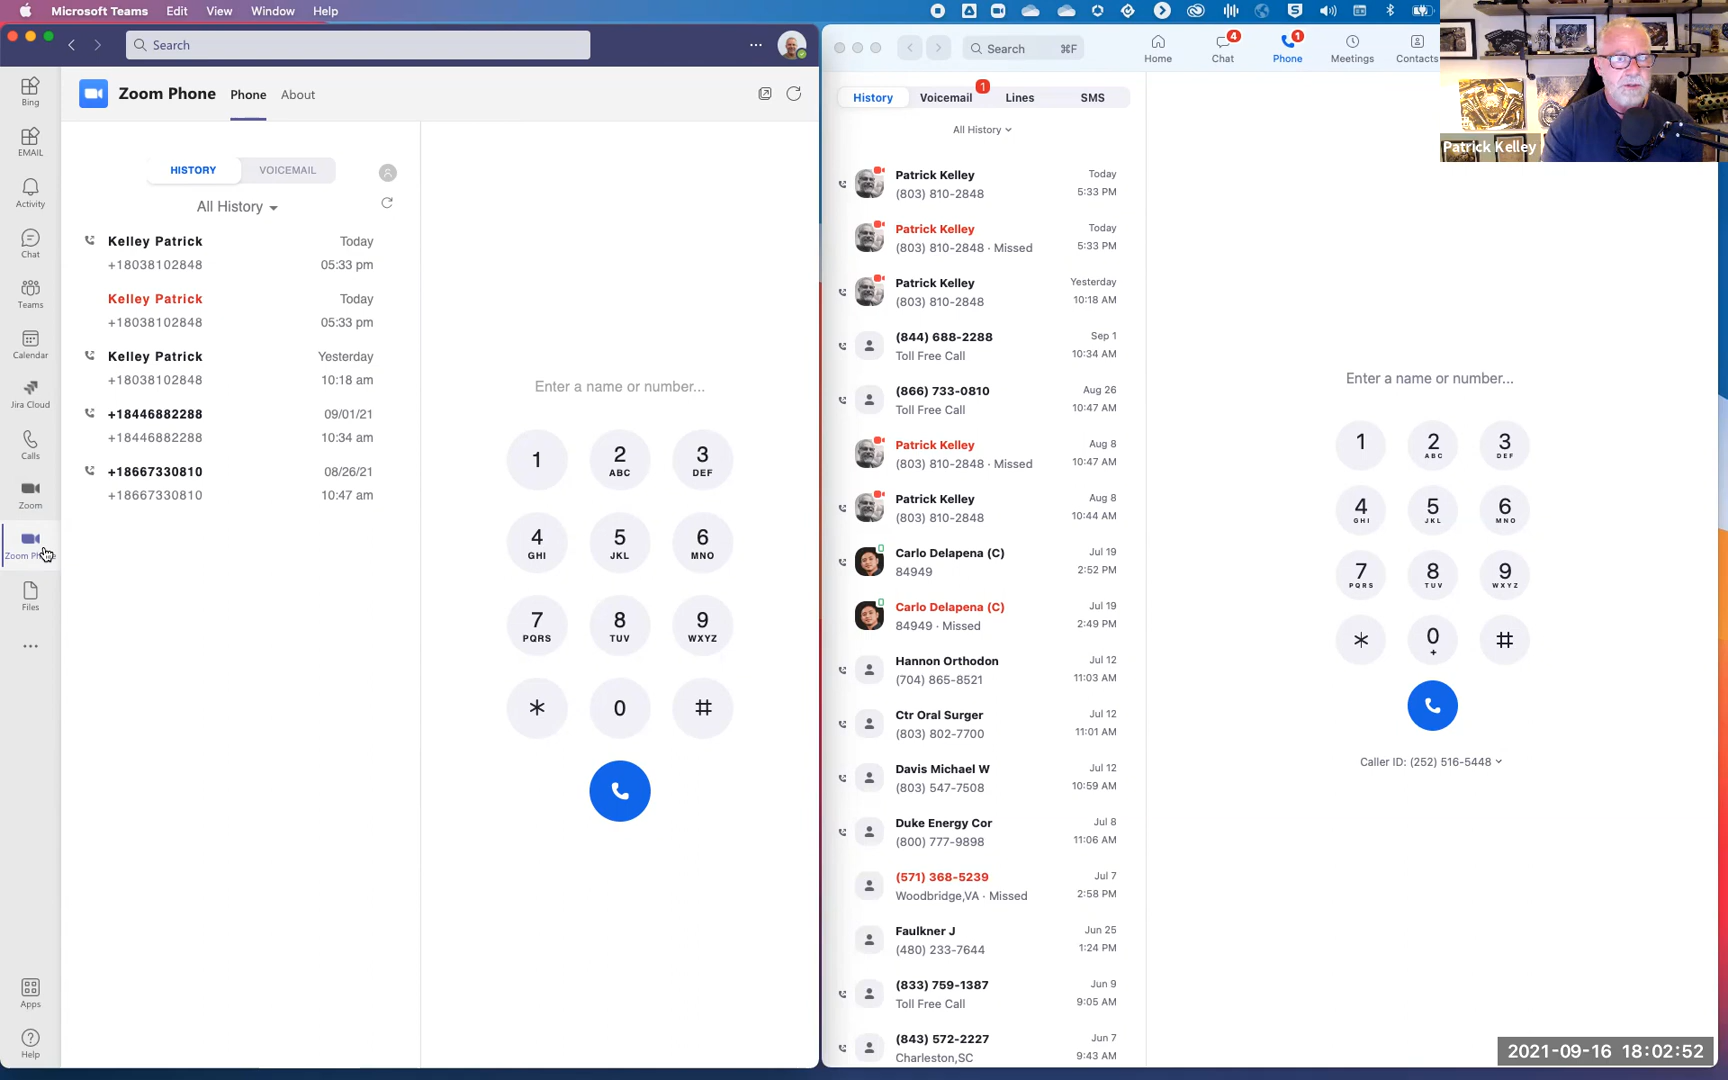 Microsoft Teams Edit View Window Help
Search
Zoom Phone Phone About
Bing
EMAIL
Activity
Chat
Teams
Calendar
Jira Cloud
Calls
Zoom
Files
Apps
Help
HISTORY VOICEMAIL
All History
Kelley Patrick Today
+18038102848 05:33 pm
Kelley Patrick Today
+18038102848 05:33 pm
Kelley Patrick Yesterday
+18038102848 10:18 am
+18446882288 09/01/21
+18446882288 10:34 am
+18667330810 08/26/21
+18667330810 10:47 am
Enter a name or number...
1 2 3
ABC DEF
4 5 6
GHI JKL MNO
7 8 9
PQRS TUV WXYZ
* 0 #
Search ⌘F
Home
4
Chat
1
Phone
Meetings
Contacts
History Voicemail 1 Lines SMS
All History
Patrick Kelley Today
(803) 810-2848 5:33 PM
Patrick Kelley Today
(803) 810-2848 · Missed 5:33 PM
Patrick Kelley Yesterday
(803) 810-2848 10:18 AM
(844) 688-2288 Sep 1
Toll Free Call 10:34 AM
(866) 733-0810 Aug 26
Toll Free Call 10:47 AM
Patrick Kelley Aug 8
(803) 810-2848 · Missed 10:47 AM
Patrick Kelley Aug 8
(803) 810-2848 10:44 AM
Carlo Delapena (C) Jul 19
84949 2:52 PM
Carlo Delapena (C) Jul 19
84949 · Missed 2:49 PM
Hannon Orthodon Jul 12
(704) 865-8521 11:03 AM
Ctr Oral Surger Jul 12
(803) 802-7700 11:01 AM
Davis Michael W Jul 12
(803) 547-7508 10:59 AM
Duke Energy Cor Jul 8
(800) 777-9898 11:06 AM
(571) 368-5239 Jul 7
Woodbridge,VA · Missed 2:58 PM
Faulkner J Jun 25
(480) 233-7644 1:24 PM
(833) 759-1387 Jun 9
Toll Free Call 9:05 AM
(843) 572-2227 Jun 7
Charleston,SC 9:43 AM
Enter a name or number...
1 2 3
ABC DEF
4 5 6
GHI JKL MNO
7 8 9
PQRS TUV WXYZ
* 0 #
+
Caller ID: (252) 516-5448
Patrick Kelley
2021-09-16 18:02:52